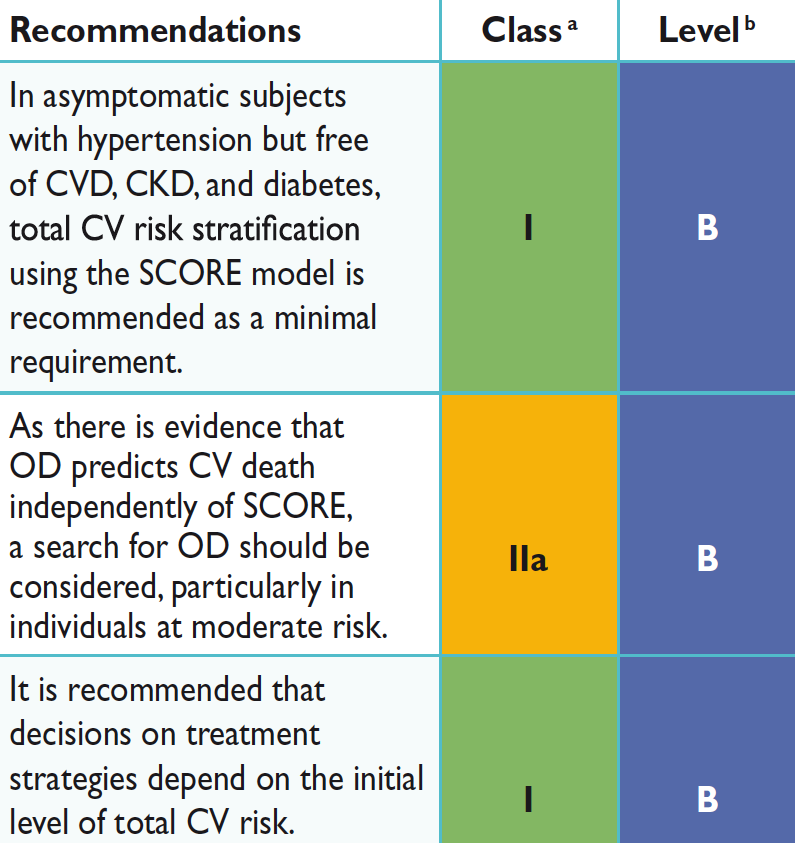 Recommendations Class a Level b
In asymptomatic subjects
with hypertension but free
of CVD, CKD, and diabetes,
total CV risk stratification
using the SCORE model is
recommended as a minimal
requirement.
I B
As there is evidence that
OD predicts CV death
independently of SCORE,
a search for OD should be
considered, particularly in
individuals at moderate risk.
IIa B
It is recommended that
decisions on treatment
strategies depend on the initial
level of total CV risk.
I B